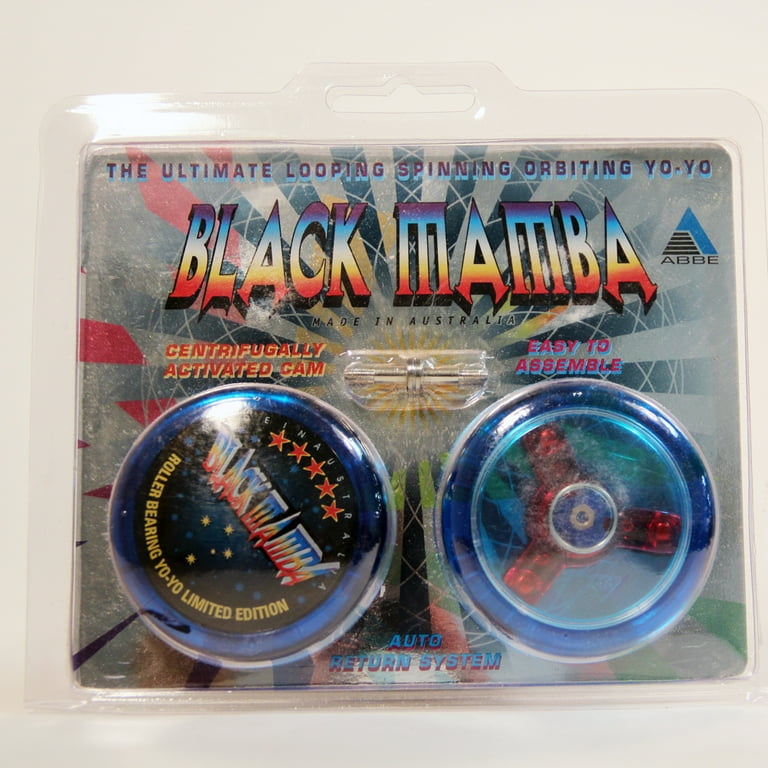 THE ULTIMATE LOOPING SPINNING ORBITING YO-YO
BLACK MAMBA
ABBE
MADE IN AUSTRALIA
CENTRIFUGALLY
ACTIVATED CAM
EASY TO
ASSEMBLE
BLACK MAMBA
ROLLER BEARING YO-YO LIMITED EDITION
AUTO
RETURN SYSTEM